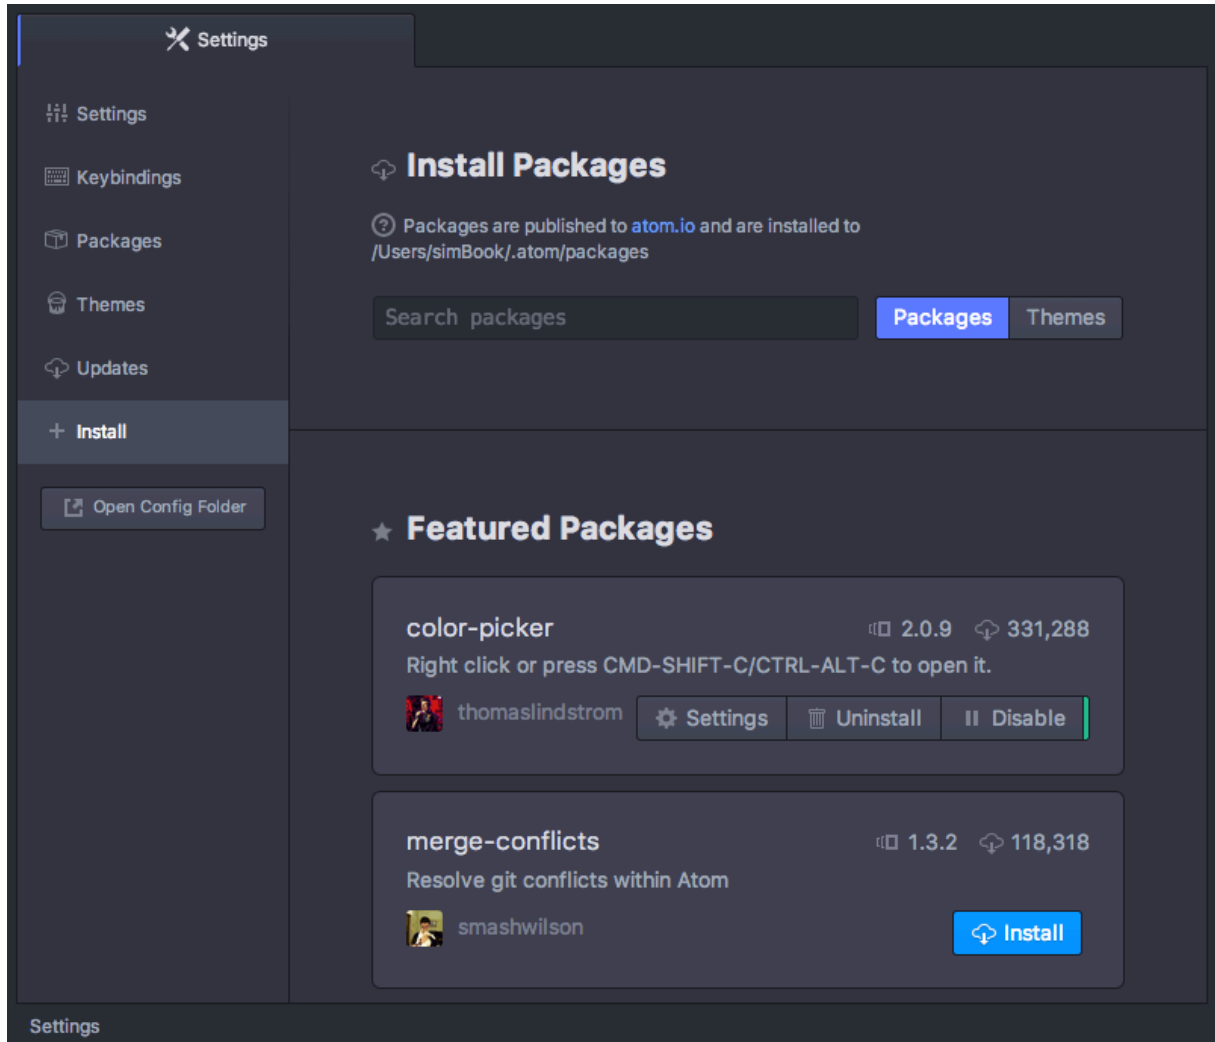 Settings
Settings
Keybindings
Packages
Themes
Updates
Install
Open Config Folder
Install Packages
Packages are published to atom.io and are installed to
/Users/simBook/.atom/packages
Search packages
Packages Themes
Featured Packages
color-picker 2.0.9 331,288
Right click or press CMD-SHIFT-C/CTRL-ALT-C to open it.
thomaslindstrom Settings Uninstall Disable
merge-conflicts 1.3.2 118,318
Resolve git conflicts within Atom
smashwilson Install
Settings